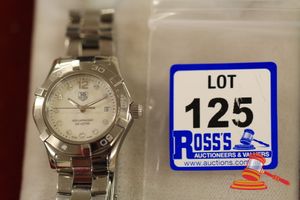 LOT
125
ROSS'S
AUCTIONEERS & VALUERS
www.auctions.com